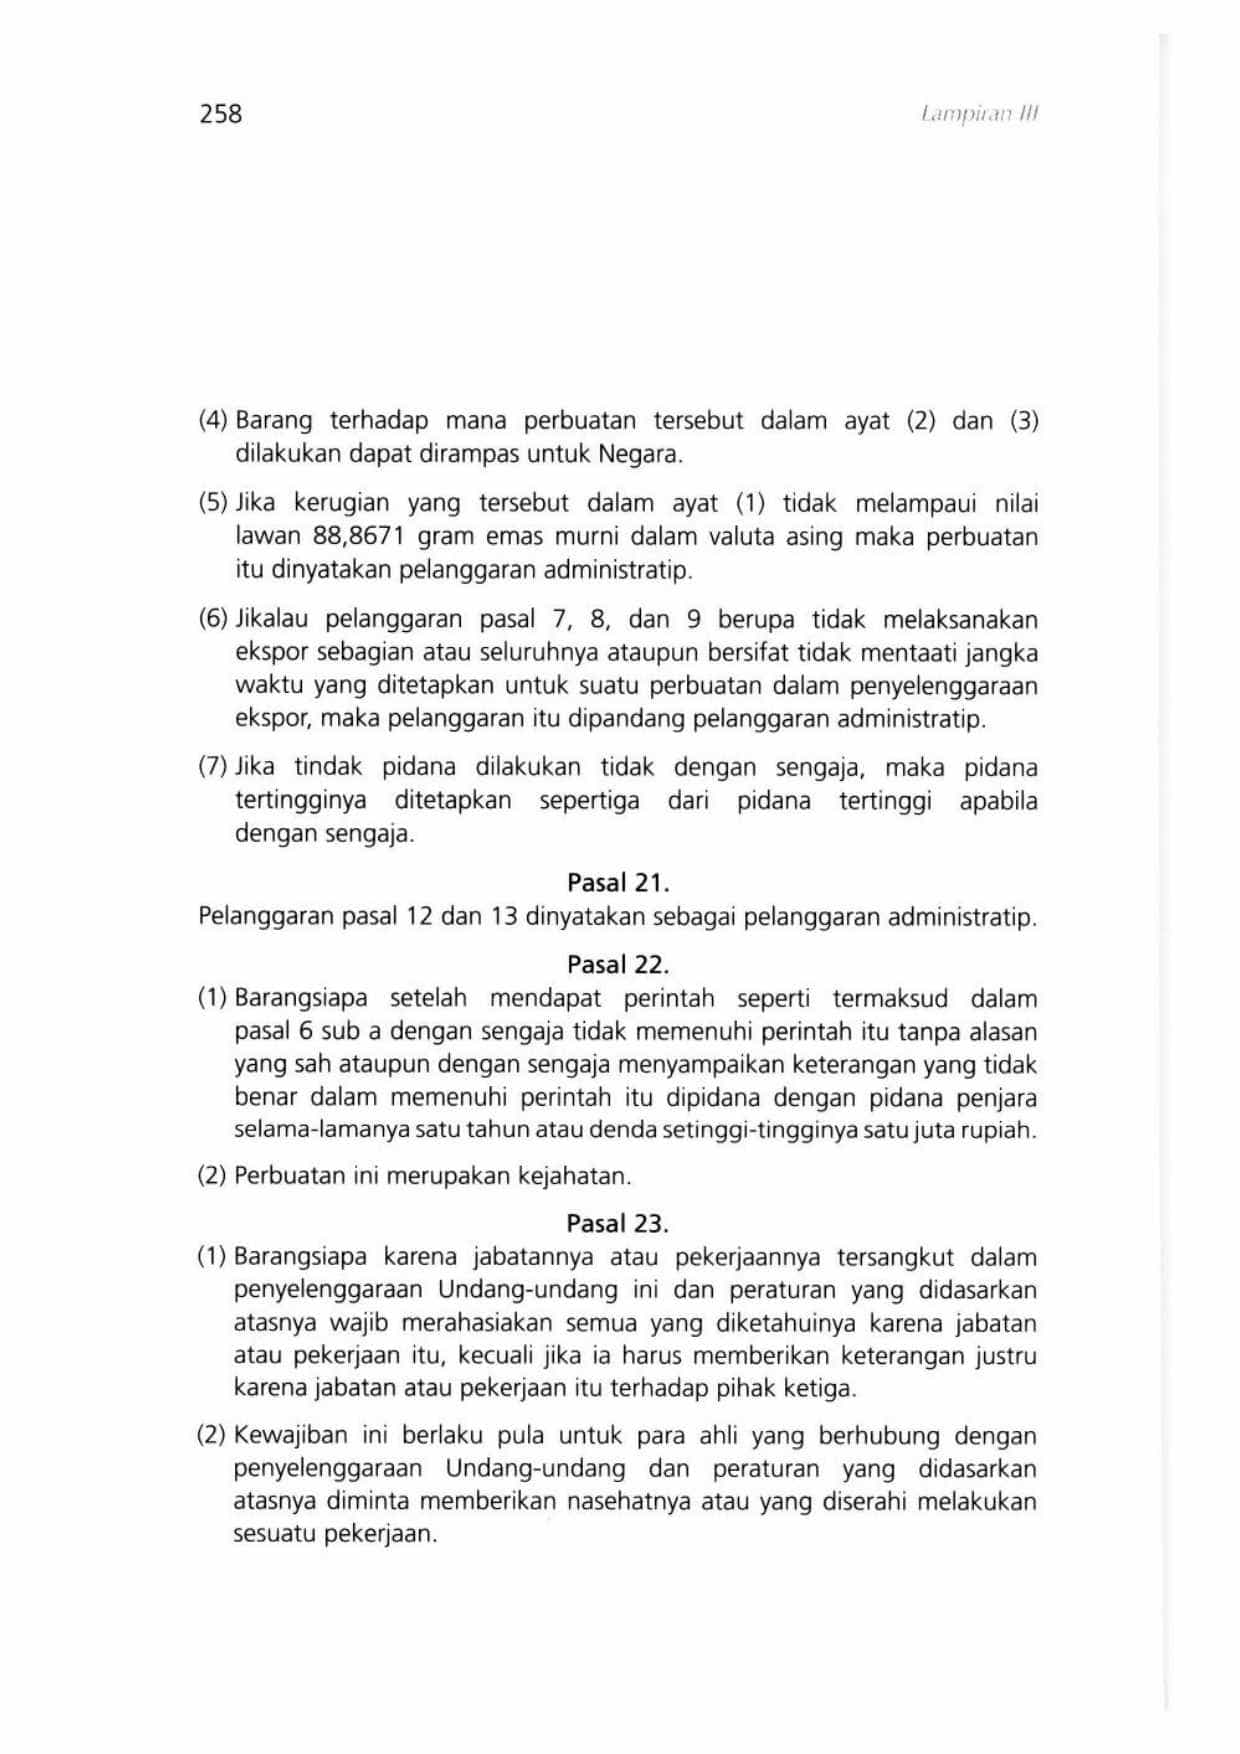 258
Lampiran III
(4) Barang terhadap mana perbuatan tersebut dalam ayat (2) dan (3)
dilakukan dapat dirampas untuk Negara.
(5) Jika kerugian yang tersebut dalam ayat (1) tidak melampaui nilai
lawan 88,8671 gram emas murni dalam valuta asing maka perbuatan
itu dinyatakan pelanggaran administratip.
(6) Jikalau pelanggaran pasal 7, 8, dan 9 berupa tidak melaksanakan
ekspor sebagian atau seluruhnya ataupun bersifat tidak mentaati jangka
waktu yang ditetapkan untuk suatu perbuatan dalam penyelenggaraan
ekspor, maka pelanggaran itu dipandang pelanggaran administratip.
(7) Jika tindak pidana dilakukan tidak dengan sengaja, maka pidana
tertingginya ditetapkan sepertiga dari pidana tertinggi apabila
dengan sengaja.
Pasal 21.
Pelanggaran pasal 12 dan 13 dinyatakan sebagai pelanggaran administratip.
Pasal 22.
(1) Barangsiapa setelah mendapat perintah seperti termaksud dalam
pasal 6 sub a dengan sengaja tidak memenuhi perintah itu tanpa alasan
yang sah ataupun dengan sengaja menyampaikan keterangan yang tidak
benar dalam memenuhi perintah itu dipidana dengan pidana penjara
selama-lamanya satu tahun atau denda setinggi-tingginya satu juta rupiah.
(2) Perbuatan ini merupakan kejahatan.
Pasal 23.
(1) Barangsiapa karena jabatannya atau pekerjaannya tersangkut dalam
penyelenggaraan Undang-undang ini dan peraturan yang didasarkan
atasnya wajib merahasiakan semua yang diketahuinya karena jabatan
atau pekerjaan itu, kecuali jika ia harus memberikan keterangan justru
karena jabatan atau pekerjaan itu terhadap pihak ketiga.
(2) Kewajiban ini berlaku pula untuk para ahli yang berhubung dengan
penyelenggaraan Undang-undang dan peraturan yang didasarkan
atasnya diminta memberikan nasehatnya atau yang diserahi melakukan
sesuatu pekerjaan.